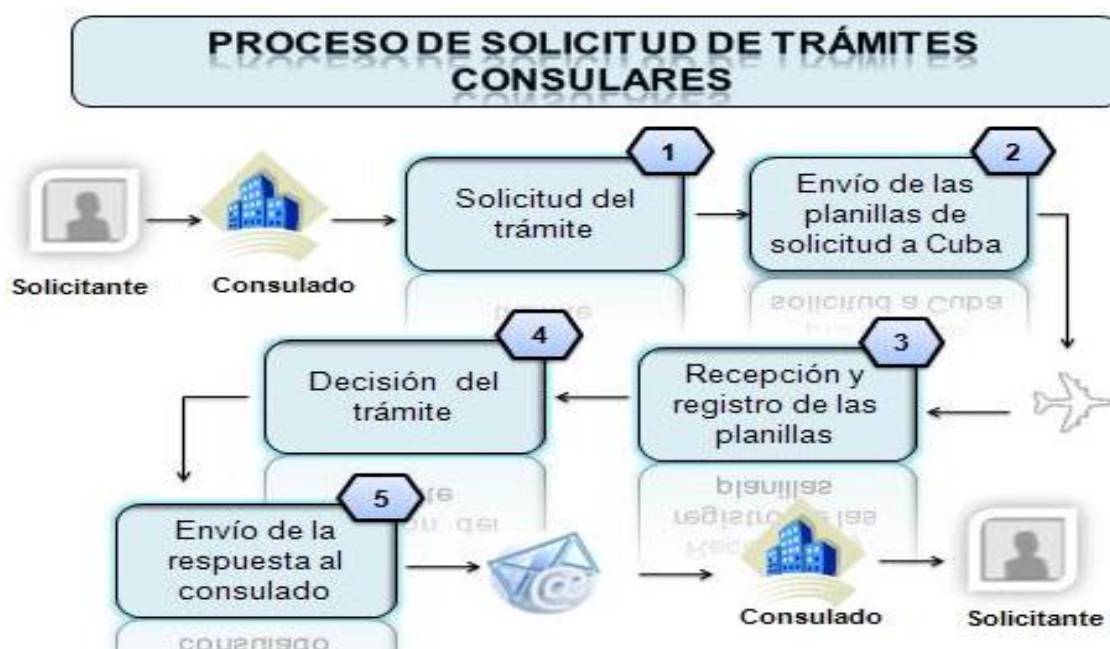 PROCESO DE SOLICITUD DE TRÁMITES
CONSULARES
1
Solicitud del
trámite
2
Envío de las
planillas de
solicitud a Cuba
Solicitante
Consulado
3
Recepción y
registro de las
planillas
4
Decisión del
trámite
5
Envío de la
respuesta al
consulado
@
Consulado
Solicitante